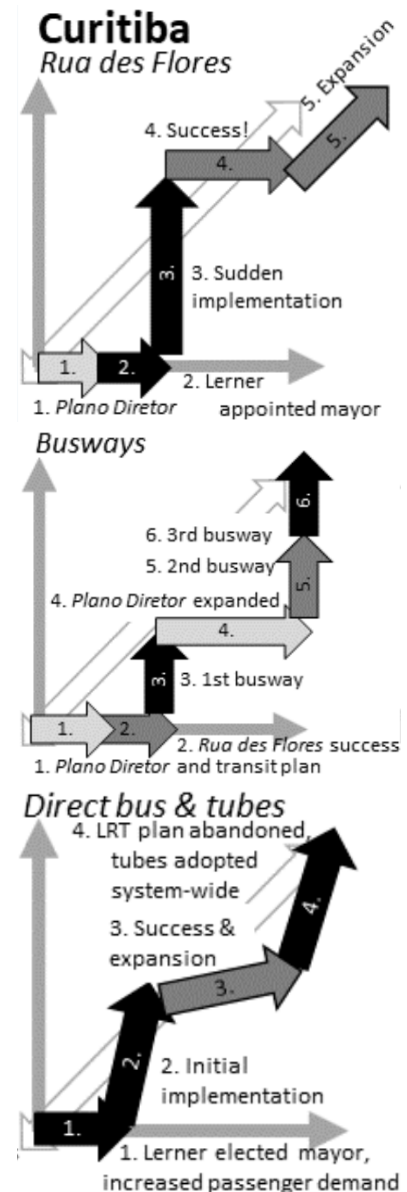 Curitiba
Rua des Flores
5. Expansion
4. Success!
4.
5.
3.
3. Sudden
implementation
1.
2.
2. Lerner
appointed mayor
1. Plano Diretor
Busways
6.
6. 3rd busway
5. 2nd busway
5.
4. Plano Diretor expanded
4.
3.
3. 1st busway
1.
2.
2. Rua des Flores success
1. Plano Diretor and transit plan
Direct bus & tubes
4. LRT plan abandoned,
tubes adopted
system-wide
4.
3. Success &
expansion
3.
2.
2. Initial
implementation
1.
1. Lerner elected mayor,
increased passenger demand